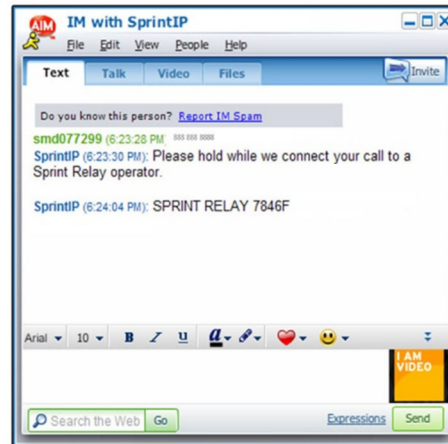 AIM
IM with SprintIP
File Edit View People Help
Text Talk Video Files Invite
Do you know this person? Report IM Spam
smd077299 (6:23:28 PM)
SprintIP (6:23:30 PM): Please hold while we connect your call to a
Sprint Relay operator.
SprintIP (6:24:04 PM): SPRINT RELAY 7846F
Arial 10 B I u a
I AM
VIDEO
Search the Web Go Expressions Send